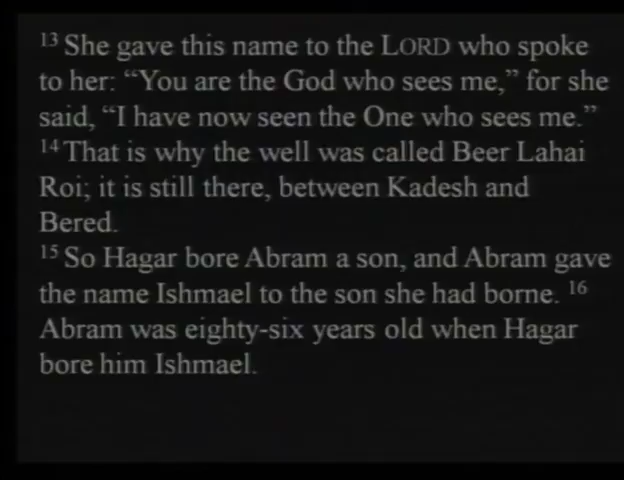 13 She gave this name to the LORD who spoke
to her: “You are the God who sees me,” for she
said, “I have now seen the One who sees me.”
14 That is why the well was called Beer Lahai
Roi; it is still there, between Kadesh and
Bered.
15 So Hagar bore Abram a son, and Abram gave
the name Ishmael to the son she had borne. 16
Abram was eighty-six years old when Hagar
bore him Ishmael.